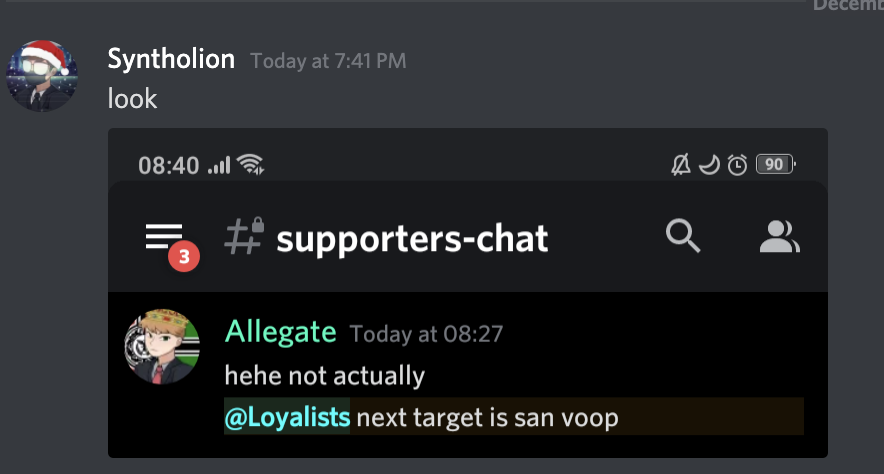 Decemb
Syntholion Today at 7:41 PM
look
08:40 90
3 # supporters-chat
Allegate Today at 08:27
hehe not actually
@Loyalists next target is san voop